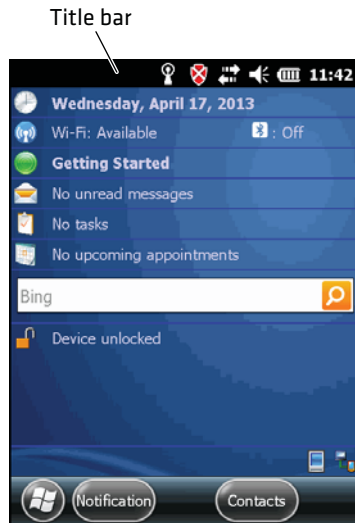 Title bar
11:42
Wednesday, April 17, 2013
Wi-Fi: Available : Off
Getting Started
No unread messages
No tasks
No upcoming appointments
Bing
Device unlocked
Notification Contacts